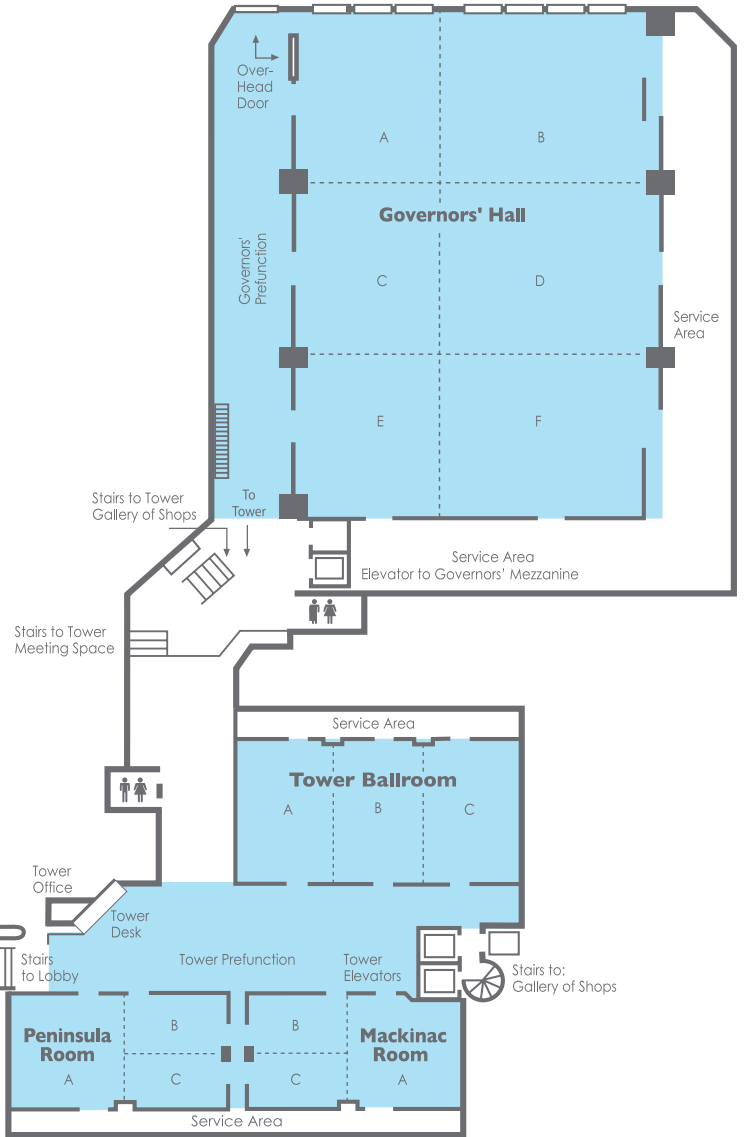 Over-
Head
Door
A
B
Governors' Hall
Governors'
Prefunction
C
D
Service
Area
E
F
Stairs to Tower
Gallery of Shops
To
Tower
Service Area
Elevator to Governors' Mezzanine
Stairs to Tower
Meeting Space
Service Area
Tower Ballroom
A
B
C
Tower
Office
Tower
Desk
Stairs
to Lobby
Tower Prefunction
Tower
Elevators
Stairs to:
Gallery of Shops
Peninsula
Room
A
B
C
B
C
Mackinac
Room
A
Service Area